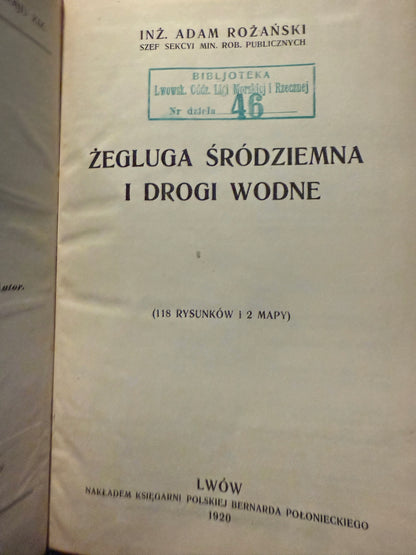 INŻ. ADAM ROŻAŃSKI
SZEF SEKCYI MIN. ROB. PUBLICZNYCH
BIBLJOTEKA
Lwowsk. Oddz. Ligi Morskiej i Rzecznej
Nr dzieła 46
ŻEGLUGA ŚRÓDZIEMNA
I DROGI WODNE
(118 RYSUNKÓW I 2 MAPY)
LWÓW
NAKŁADEM KSIĘGARNI POLSKIEJ BERNARDA POŁONIECKIEGO
1920